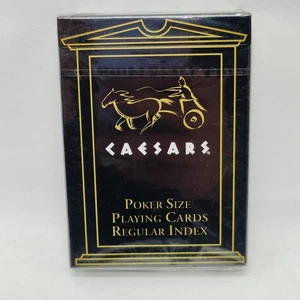 CAESARS
POKER SIZE
PLAYING CARDS
REGULAR INDEX